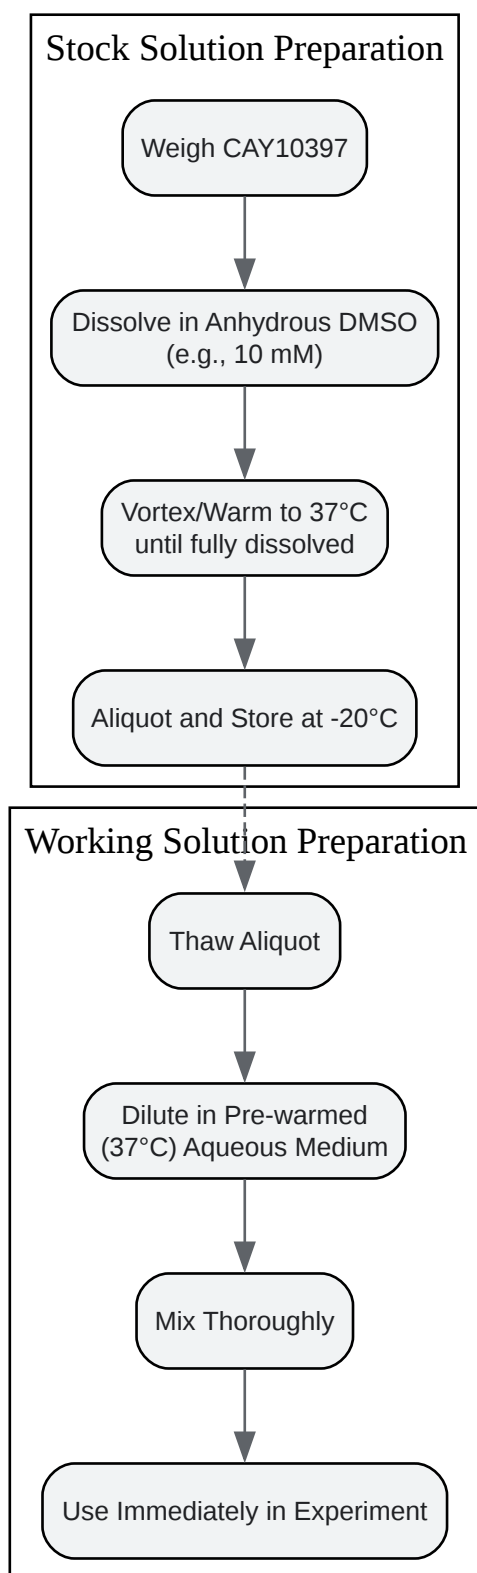 Stock Solution Preparation
Weigh CAY10397
Dissolve in Anhydrous DMSO
(e.g., 10 mM)
Vortex/Warm to 37°C
until fully dissolved
Aliquot and Store at -20°C
Working Solution Preparation
Thaw Aliquot
Dilute in Pre-warmed
(37°C) Aqueous Medium
Mix Thoroughly
Use Immediately in Experiment